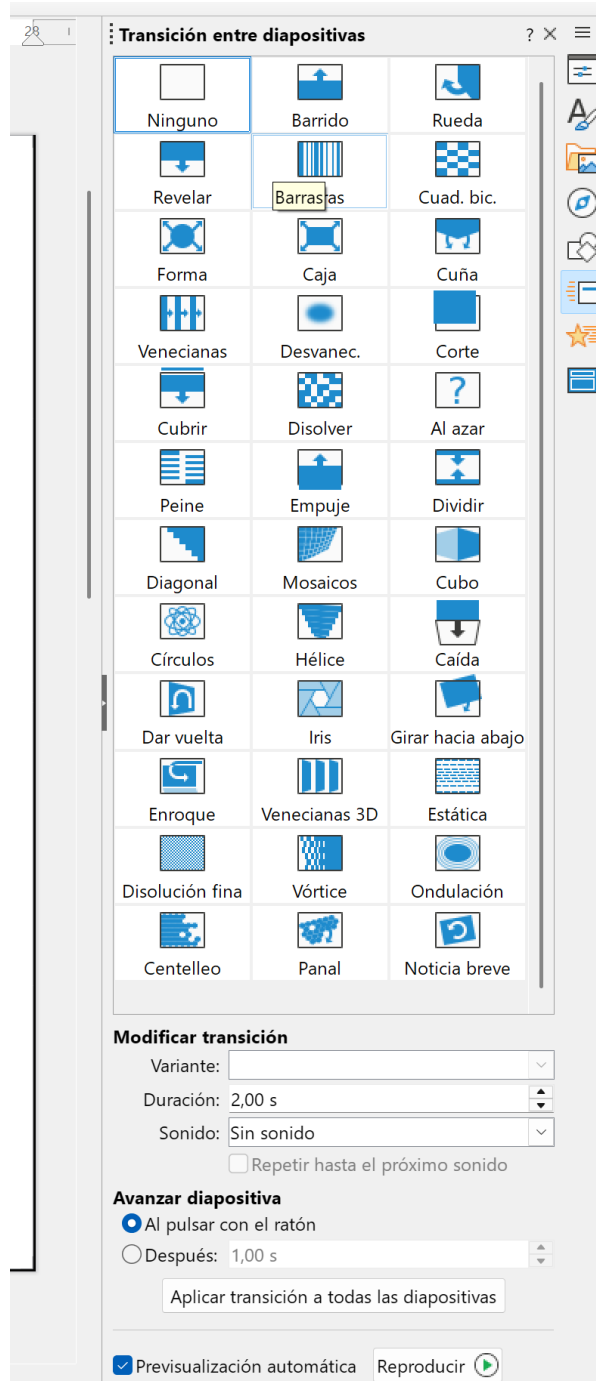 28
Transición entre diapositivas ?
Ninguno Barrido Rueda
Revelar Barras as Cuad. bic.
Forma Caja Cuña
Venecianas Desvanec. Corte
Cubrir Disolver Al azar
Peine Empuje Dividir
Diagonal Mosaicos Cubo
Círculos Hélice Caída
Dar vuelta Iris Girar hacia abajo
Enroque Venecianas 3D Estática
Disolución fina Vórtice Ondulación
Centelleo Panal Noticia breve
Modificar transición
Variante:
Duración: 2,00 s
Sonido: Sin sonido
Repetir hasta el próximo sonido
Avanzar diapositiva
Al pulsar con el ratón
Después: 1,00 s
Aplicar transición a todas las diapositivas
Previsualización automática Reproducir